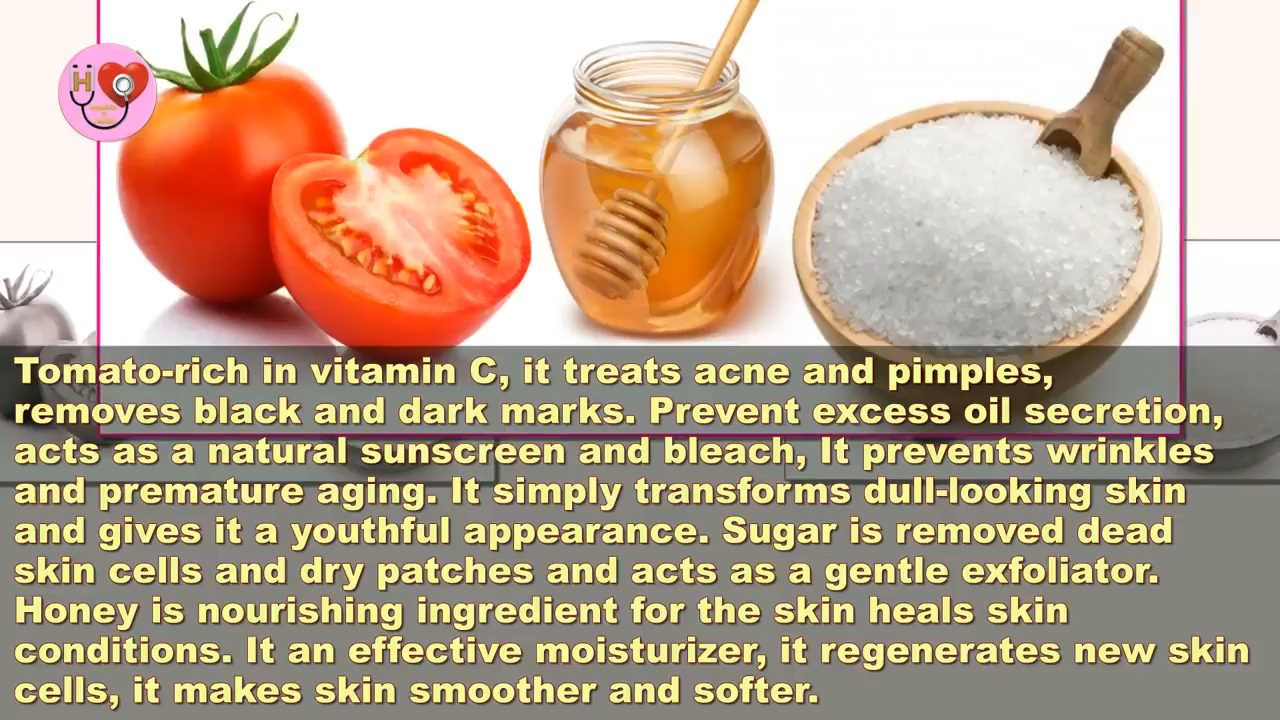 H
Tomato-rich in vitamin C, it treats acne and pimples,
removes black and dark marks. Prevent excess oil secretion,
acts as a natural sunscreen and bleach, It prevents wrinkles
and premature aging. It simply transforms dull-looking skin
and gives it a youthful appearance. Sugar is removed dead
skin cells and dry patches and acts as a gentle exfoliator.
Honey is nourishing ingredient for the skin heals skin
conditions. It an effective moisturizer, it regenerates new skin
cells, it makes skin smoother and softer.